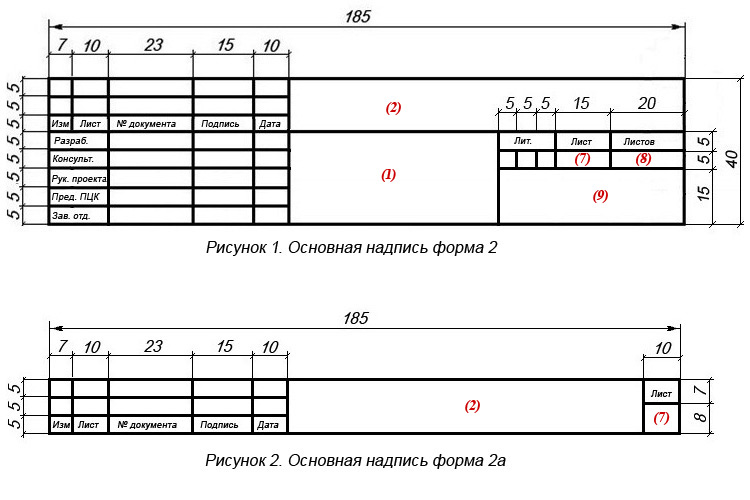 185
7 10 23 15 10
5 5 5 15 20
(2)
Изм Лист № документа Подпись Дата
Разраб. Лит. Лист Листов
Консульт. (7) (8)
Рук. проекта (1) (9)
Пред. ПЦК
Зав. отд.
5 5 5 5 5 5 5 5
5 5 15
40
Рисунок 1. Основная надпись форма 2
185
7 10 23 15 10 10
5 5 5
(2) Лист
(7)
Изм Лист № документа Подпись Дата
7 8
Рисунок 2. Основная надпись форма 2а